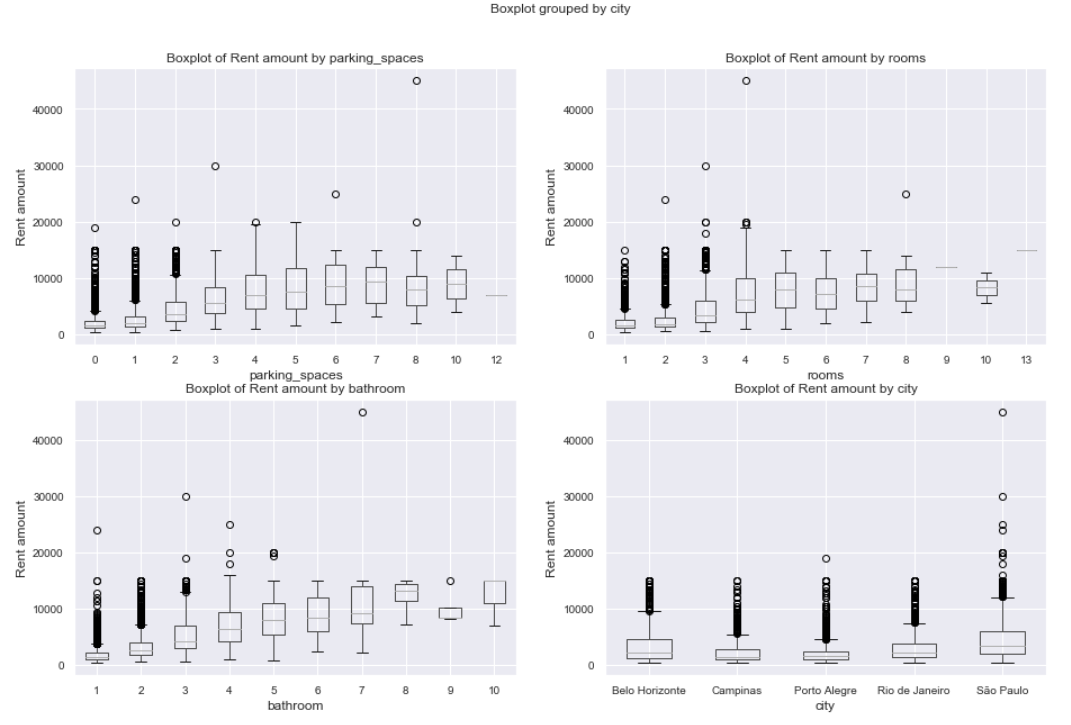 Boxplot grouped by city
Boxplot of Rent amount by parking_spaces
Rent amount
40000
30000
20000
10000
0
0 1 2 3 4 5 6 7 8 10 12
parking_spaces
Boxplot of Rent amount by rooms
Rent amount
40000
30000
20000
10000
0
1 2 3 4 5 6 7 8 9 10 13
rooms
Boxplot of Rent amount by bathroom
Rent amount
40000
30000
20000
10000
0
1 2 3 4 5 6 7 8 9 10
bathroom
Boxplot of Rent amount by city
Rent amount
40000
30000
20000
10000
0
Belo Horizonte Campinas Porto Alegre Rio de Janeiro São Paulo
city